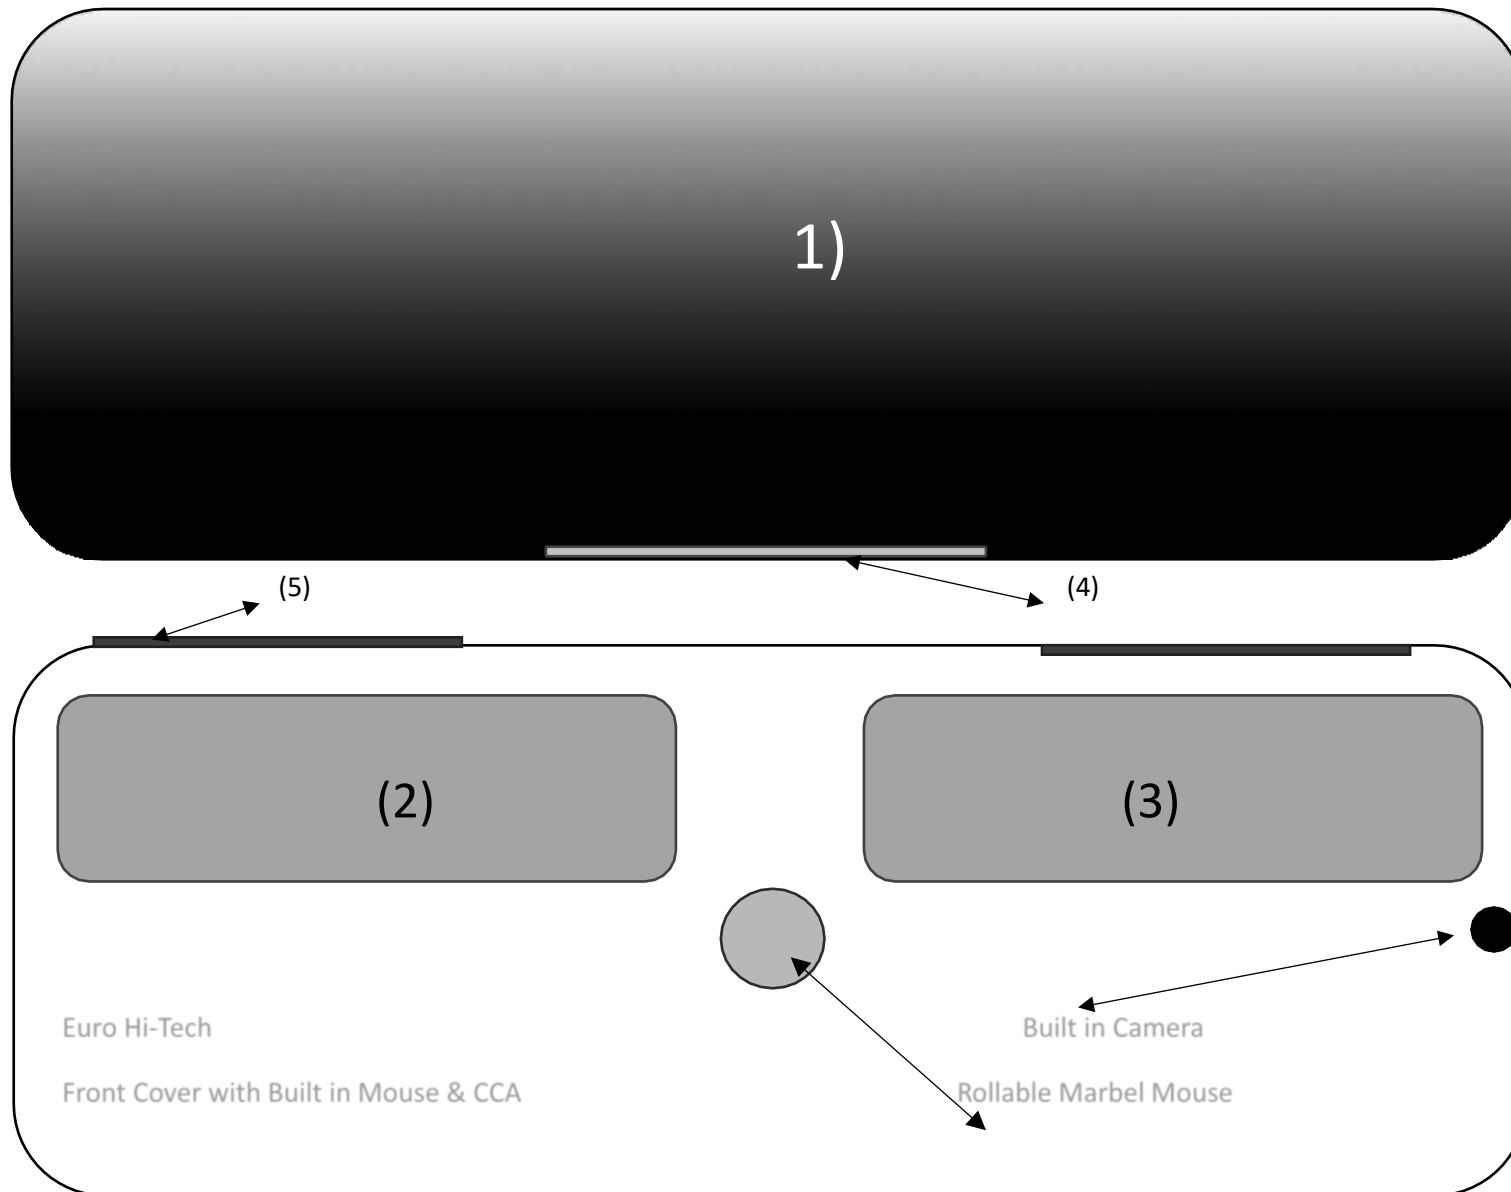 1)
(5)
(4)
(2)
(3)
Euro Hi-Tech
Built in Camera
Front Cover with Built in Mouse & CCA
Rollable Marbel Mouse